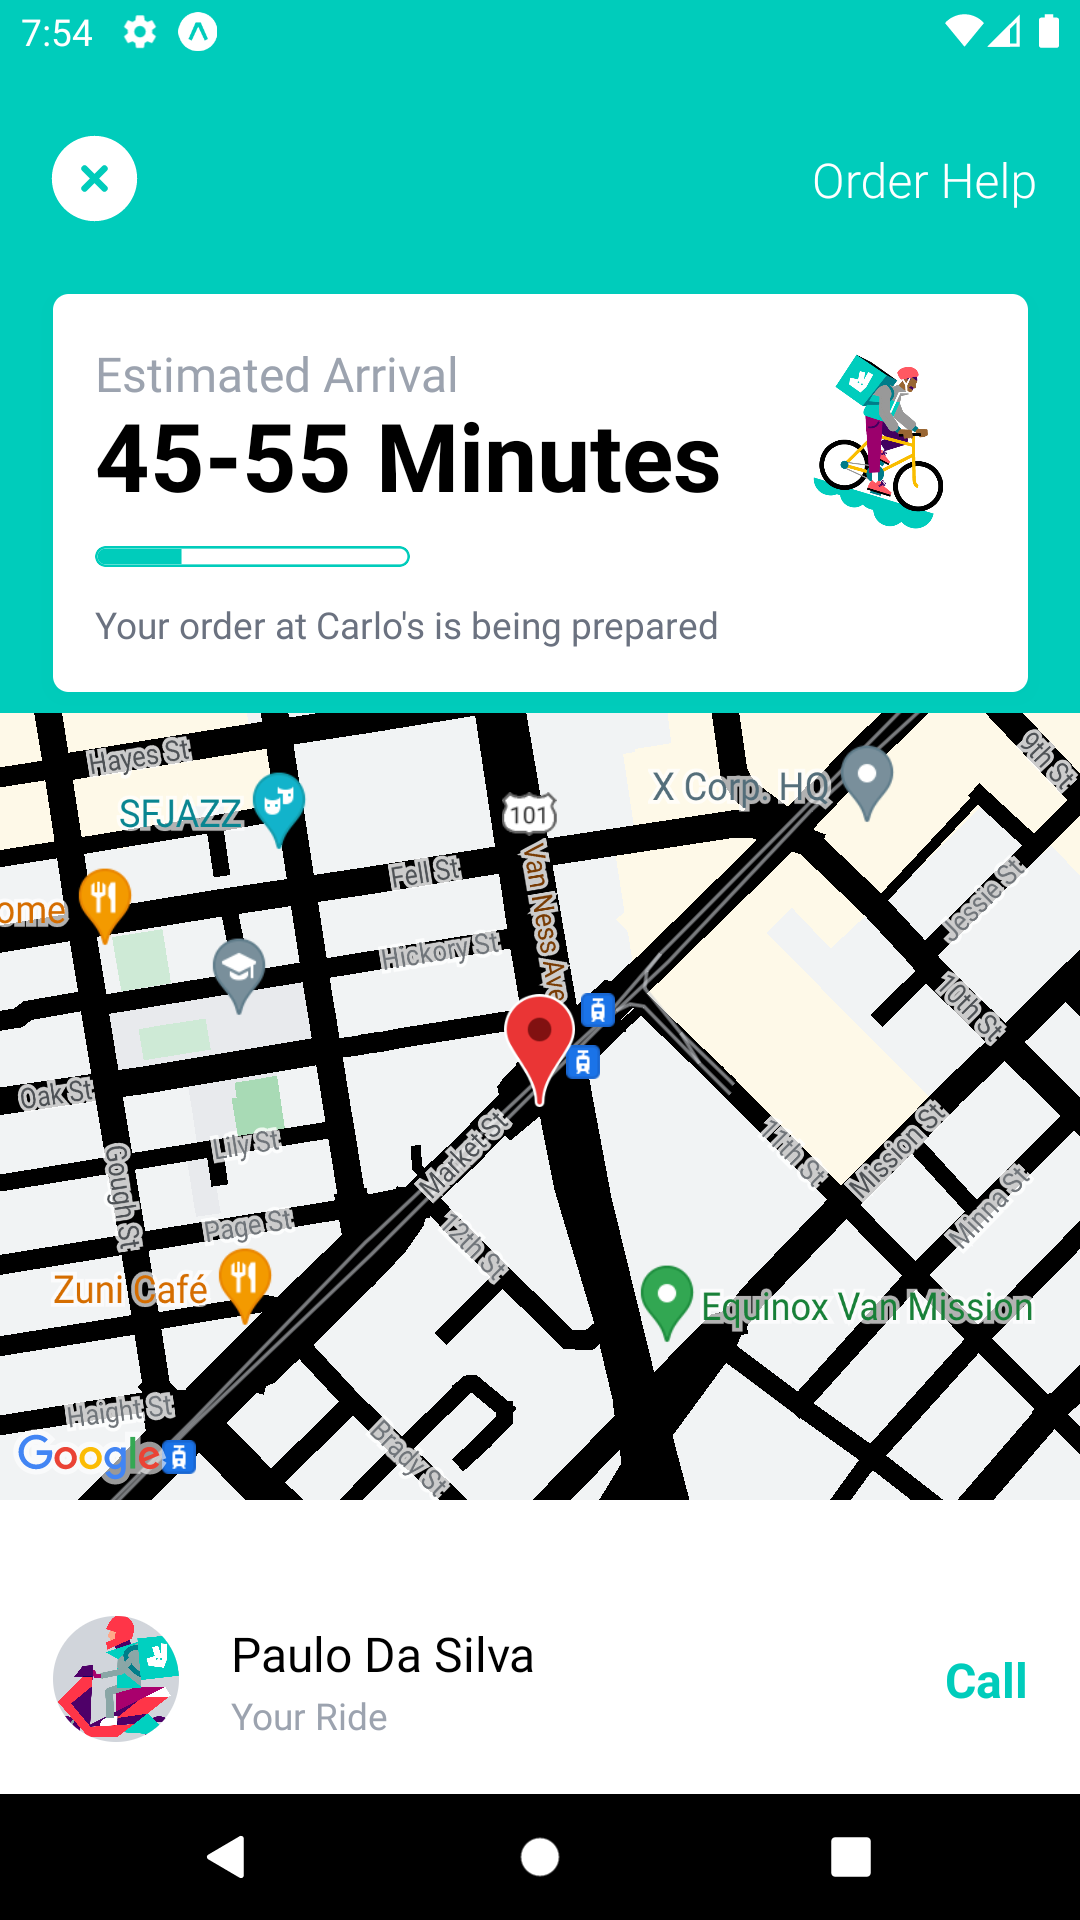 7:54
Order Help
Estimated Arrival
45-55 Minutes
Your order at Carlo's is being prepared
Hayes St
9th St
X Corp. HQ
SFJAZZ
101
Fell St
Van Ness Ave
Jessie St
ome
Hickory St
10th St
Oak St
Market St
Lily St
11th St
Mission St
Gough St
Minna St
Page St
12th St
Zuni Café
Equinox Van Mission
Haight St
Google
Brady St
Paulo Da Silva
Your Ride
Call